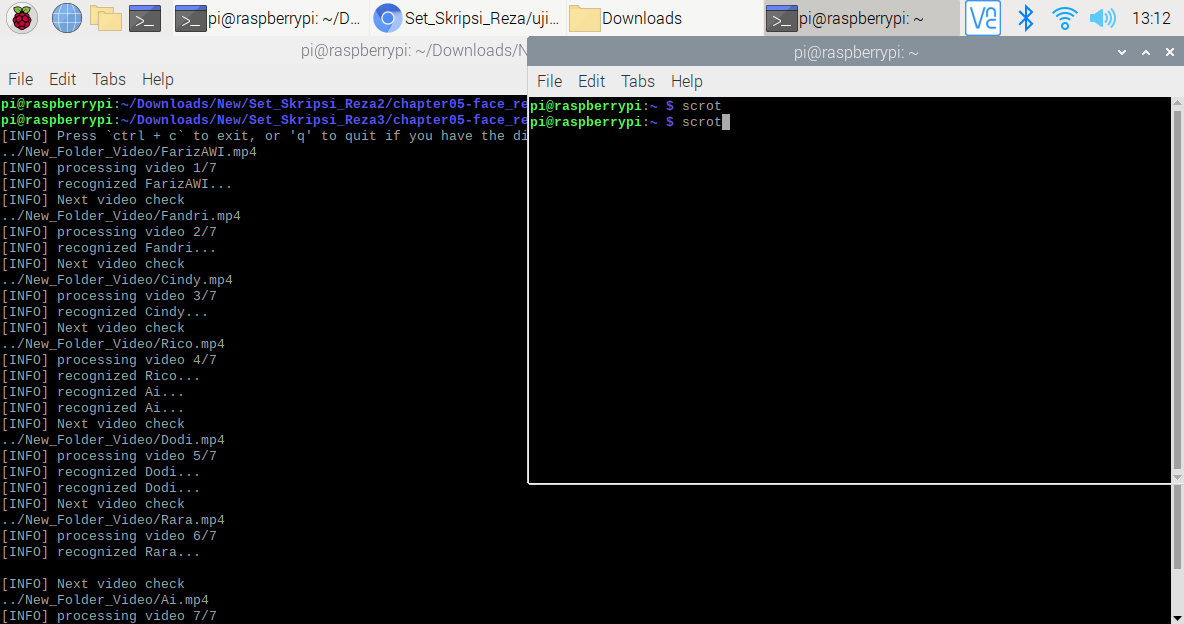 pi@raspberrypi: ~/D...
Set_Skripsi_Reza/uji...
Downloads
pi@raspberrypi: ~
13:12
pi@raspberrypi: ~/Downloads/N
File Edit Tabs Help
pi@raspberrypi:~/Downloads/New/Set_Skripsi_Reza2/chapter05-face_re
pi@raspberrypi:~/Downloads/New/Set_Skripsi_Reza3/chapter05-face_re
[INFO] Press `ctrl + c` to exit, or 'q' to quit if you have the di
../New_Folder_Video/FarizAWI.mp4
[INFO] processing video 1/7
[INFO] recognized FarizAWI...
[INFO] Next video check
../New_Folder_Video/Fandri.mp4
[INFO] processing video 2/7
[INFO] recognized Fandri...
[INFO] Next video check
../New_Folder_Video/Cindy.mp4
[INFO] processing video 3/7
[INFO] recognized Cindy...
[INFO] Next video check
../New_Folder_Video/Rico.mp4
[INFO] processing video 4/7
[INFO] recognized Rico...
[INFO] recognized Ai...
[INFO] recognized Ai...
[INFO] Next video check
../New_Folder_Video/Dodi.mp4
[INFO] processing video 5/7
[INFO] recognized Dodi...
[INFO] recognized Dodi...
[INFO] Next video check
../New_Folder_Video/Rara.mp4
[INFO] processing video 6/7
[INFO] recognized Rara...
[INFO] Next video check
../New_Folder_Video/Ai.mp4
[INFO] processing video 7/7
pi@raspberrypi: ~
File Edit Tabs Help
pi@raspberrypi:~ $ scrot
pi@raspberrypi:~ $ scrot